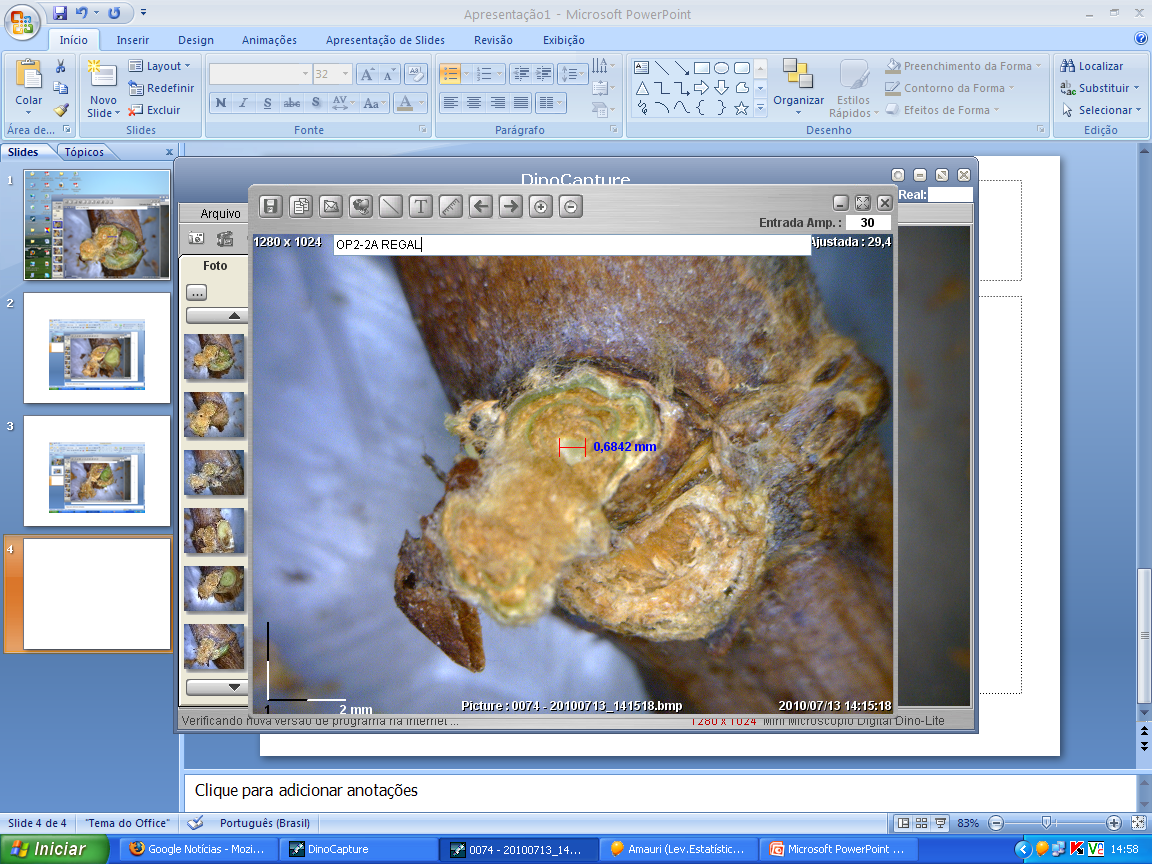 Apresentação1 - Microsoft PowerPoint
Início Inserir Design Animações Apresentação de Slides Revisão Exibição
Colar
Novo Slide
Layout
Redefinir
Excluir
32
Preenchimento da Forma
Contorno da Forma
Efeitos de Forma
Organizar
Estilos Rápidos
Localizar
Substituir
Selecionar
Área de... Slides Fonte Parágrafo Desenho Edição
Slides Tópicos x
1
2
3
4
DinoCapture
Real:
Arquivo
Foto
...
Entrada Amp. : 30
1280 x 1024 OP2-2A REGAL Ajustada : 29,4
0,6842 mm
1 2 mm
Picture : 0074 - 20100713_141518.bmp 2010/07/13 14:15:18
Verificando nova versão de programa na Internet ... 1280 x 1024 Mini Microscópio Digital Dino-Lite
Clique para adicionar anotações
Slide 4 de 4 "Tema do Office" Português (Brasil) 83%
Iniciar Google Notícias - Mozi... DinoCapture 0074 - 20100713_14... Amauri (Lev.Estatístic... Microsoft PowerPoint ... 14:58